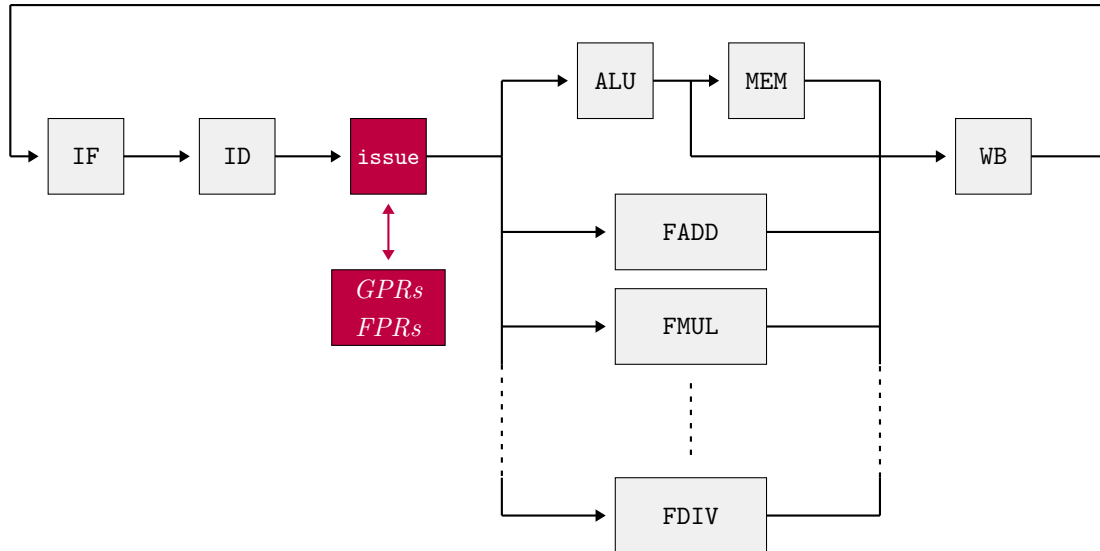 ALU
MEM
IF
ID
issue
WB
FADD
GPRs
FPRs
FMUL
FDIV